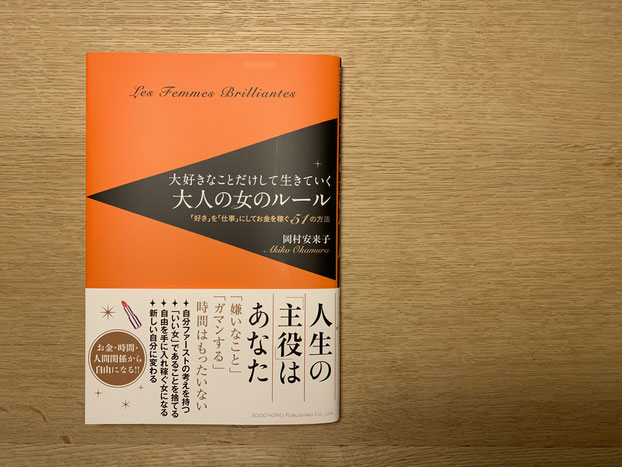 Les Femmes Brilliantes
大好きなことだけして生きていく
大人の女のルール
「好き」を「仕事」にしてお金を稼ぐ51の方法
岡村安来子
Akiko Okamura
人生の
「主役」は
あなた
「嫌いなこと」
「ガマンする」
時間はもったいない
◆自分ファーストの考えを持つ
◆「いい女」であることを捨てる
◆自由を手に入れ稼ぐ女になる
◆新しい自分に変わる
お金・時間・
人間関係から
自由になる!!
SOGO HOREI PUBLISHING CO., LTD